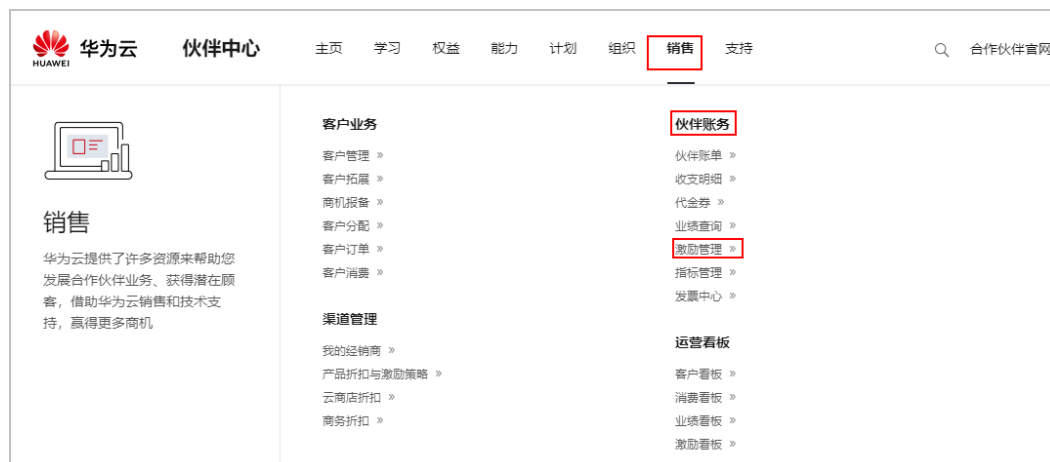 HUAWEI
华为云
伙伴中心
主页 学习 权益 能力 计划 组织 销售 支持
合作伙伴官网
销售
华为云提供了许多资源来帮助您
发展合作伙伴业务、获得潜在顾
客，借助华为云销售和技术支
持，赢得更多商机
客户业务
客户管理 »
客户拓展 »
商机报备 »
客户分配 »
客户订单 »
客户消费 »
渠道管理
我的经销商 »
产品折扣与激励策略 »
云商店折扣 »
商务折扣 »
伙伴账务
伙伴账单 »
收支明细 »
代金券 »
业绩查询 »
激励管理 »
指标管理 »
发票中心 »
运营看板
客户看板 »
消费看板 »
业绩看板 »
激励看板 »